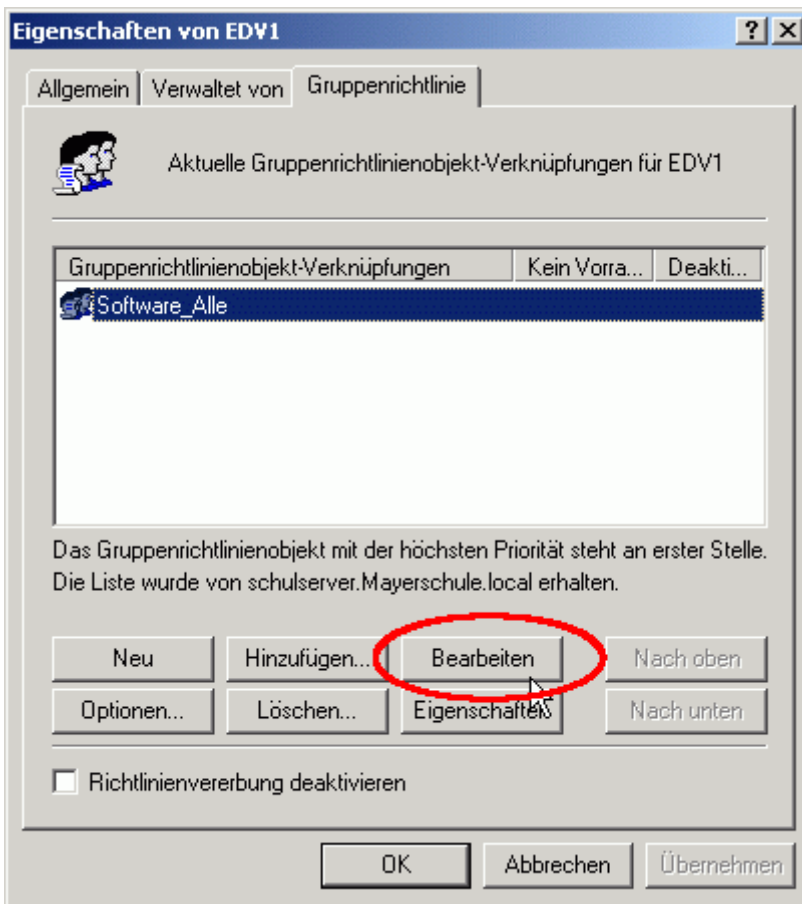 Eigenschaften von EDV1
Allgemein Verwaltet von Gruppenrichtlinie
Aktuelle Gruppenrichtlinienobjekt-Verknüpfungen für EDV1
Gruppenrichtlinienobjekt-Verknüpfungen Kein Vorra... Deakti...
Software_Alle
Das Gruppenrichtlinienobjekt mit der höchsten Priorität steht an erster Stelle.
Die Liste wurde von schulserver.Mayerschule.local erhalten.
Neu Hinzufügen... Bearbeiten Nach oben
Optionen... Löschen... Eigenschaften Nach unten
Richtlinienvererbung deaktivieren
OK Abbrechen Übernehmen